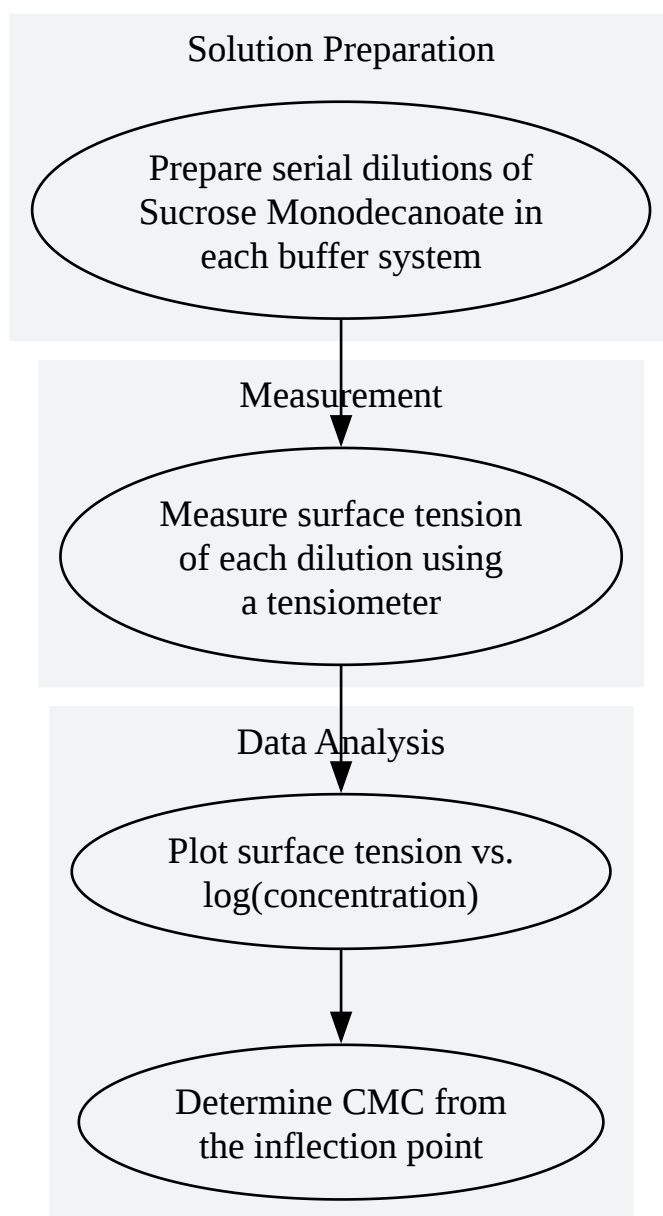 Solution Preparation
Prepare serial dilutions of
Sucrose Monodecanoate in
each buffer system
Measurement
Measure surface tension
of each dilution using
a tensiometer
Data Analysis
Plot surface tension vs.
log(concentration)
Determine CMC from
the inflection point